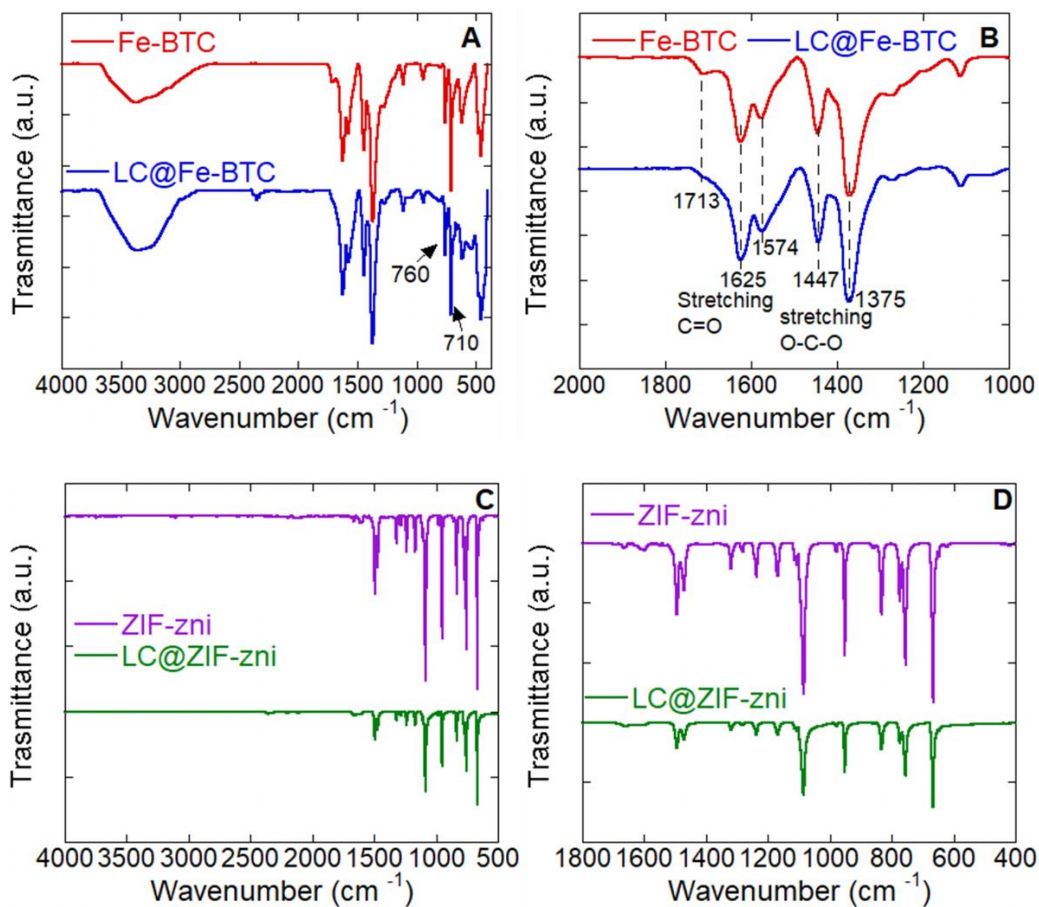 A
Fe-BTC
LC@Fe-BTC
760
710
Trasmittance (a.u.)
4000 3500 3000 2500 2000 1500 1000 500
Wavenumber (cm -1)
B
Fe-BTC LC@Fe-BTC
1713
1625
1574
1447
1375
Stretching
C=O
stretching
O-C-O
Trasmittance (a.u.)
2000 1800 1600 1400 1200 1000
Wavenumber (cm -1)
C
ZIF-zni
LC@ZIF-zni
Trasmittance (a.u.)
4000 3500 3000 2500 2000 1500 1000 500
Wavenumber (cm -1)
D
ZIF-zni
LC@ZIF-zni
Trasmittance (a.u.)
1800 1600 1400 1200 1000 800 600 400
Wavenumber (cm -1)